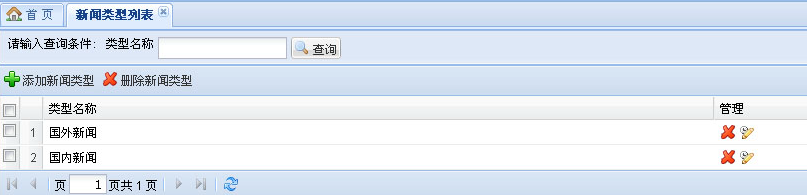 首 页 新闻类型列表
请输入查询条件: 类型名称 查询
添加新闻类型 删除新闻类型
类型名称 管理
1 国外新闻
2 国内新闻
页 1 页共 1 页